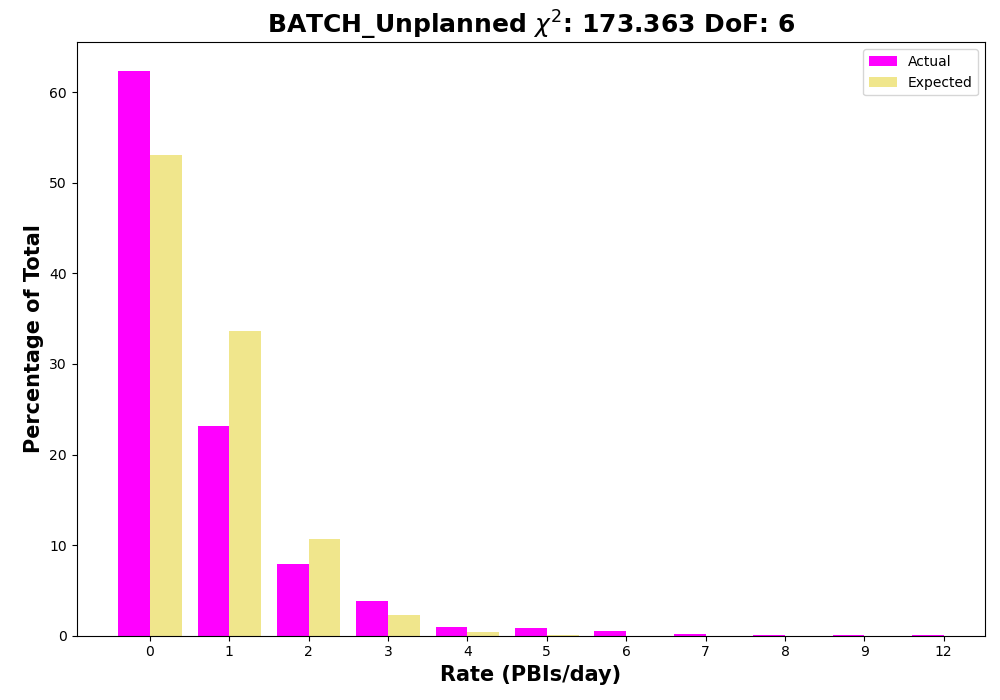 BATCH_Unplanned χ²: 173.363 DoF: 6
Actual
Expected
Percentage of Total
60
50
40
30
20
10
0
0 1 2 3 4 5 6 7 8 9 12
Rate (PBIs/day)